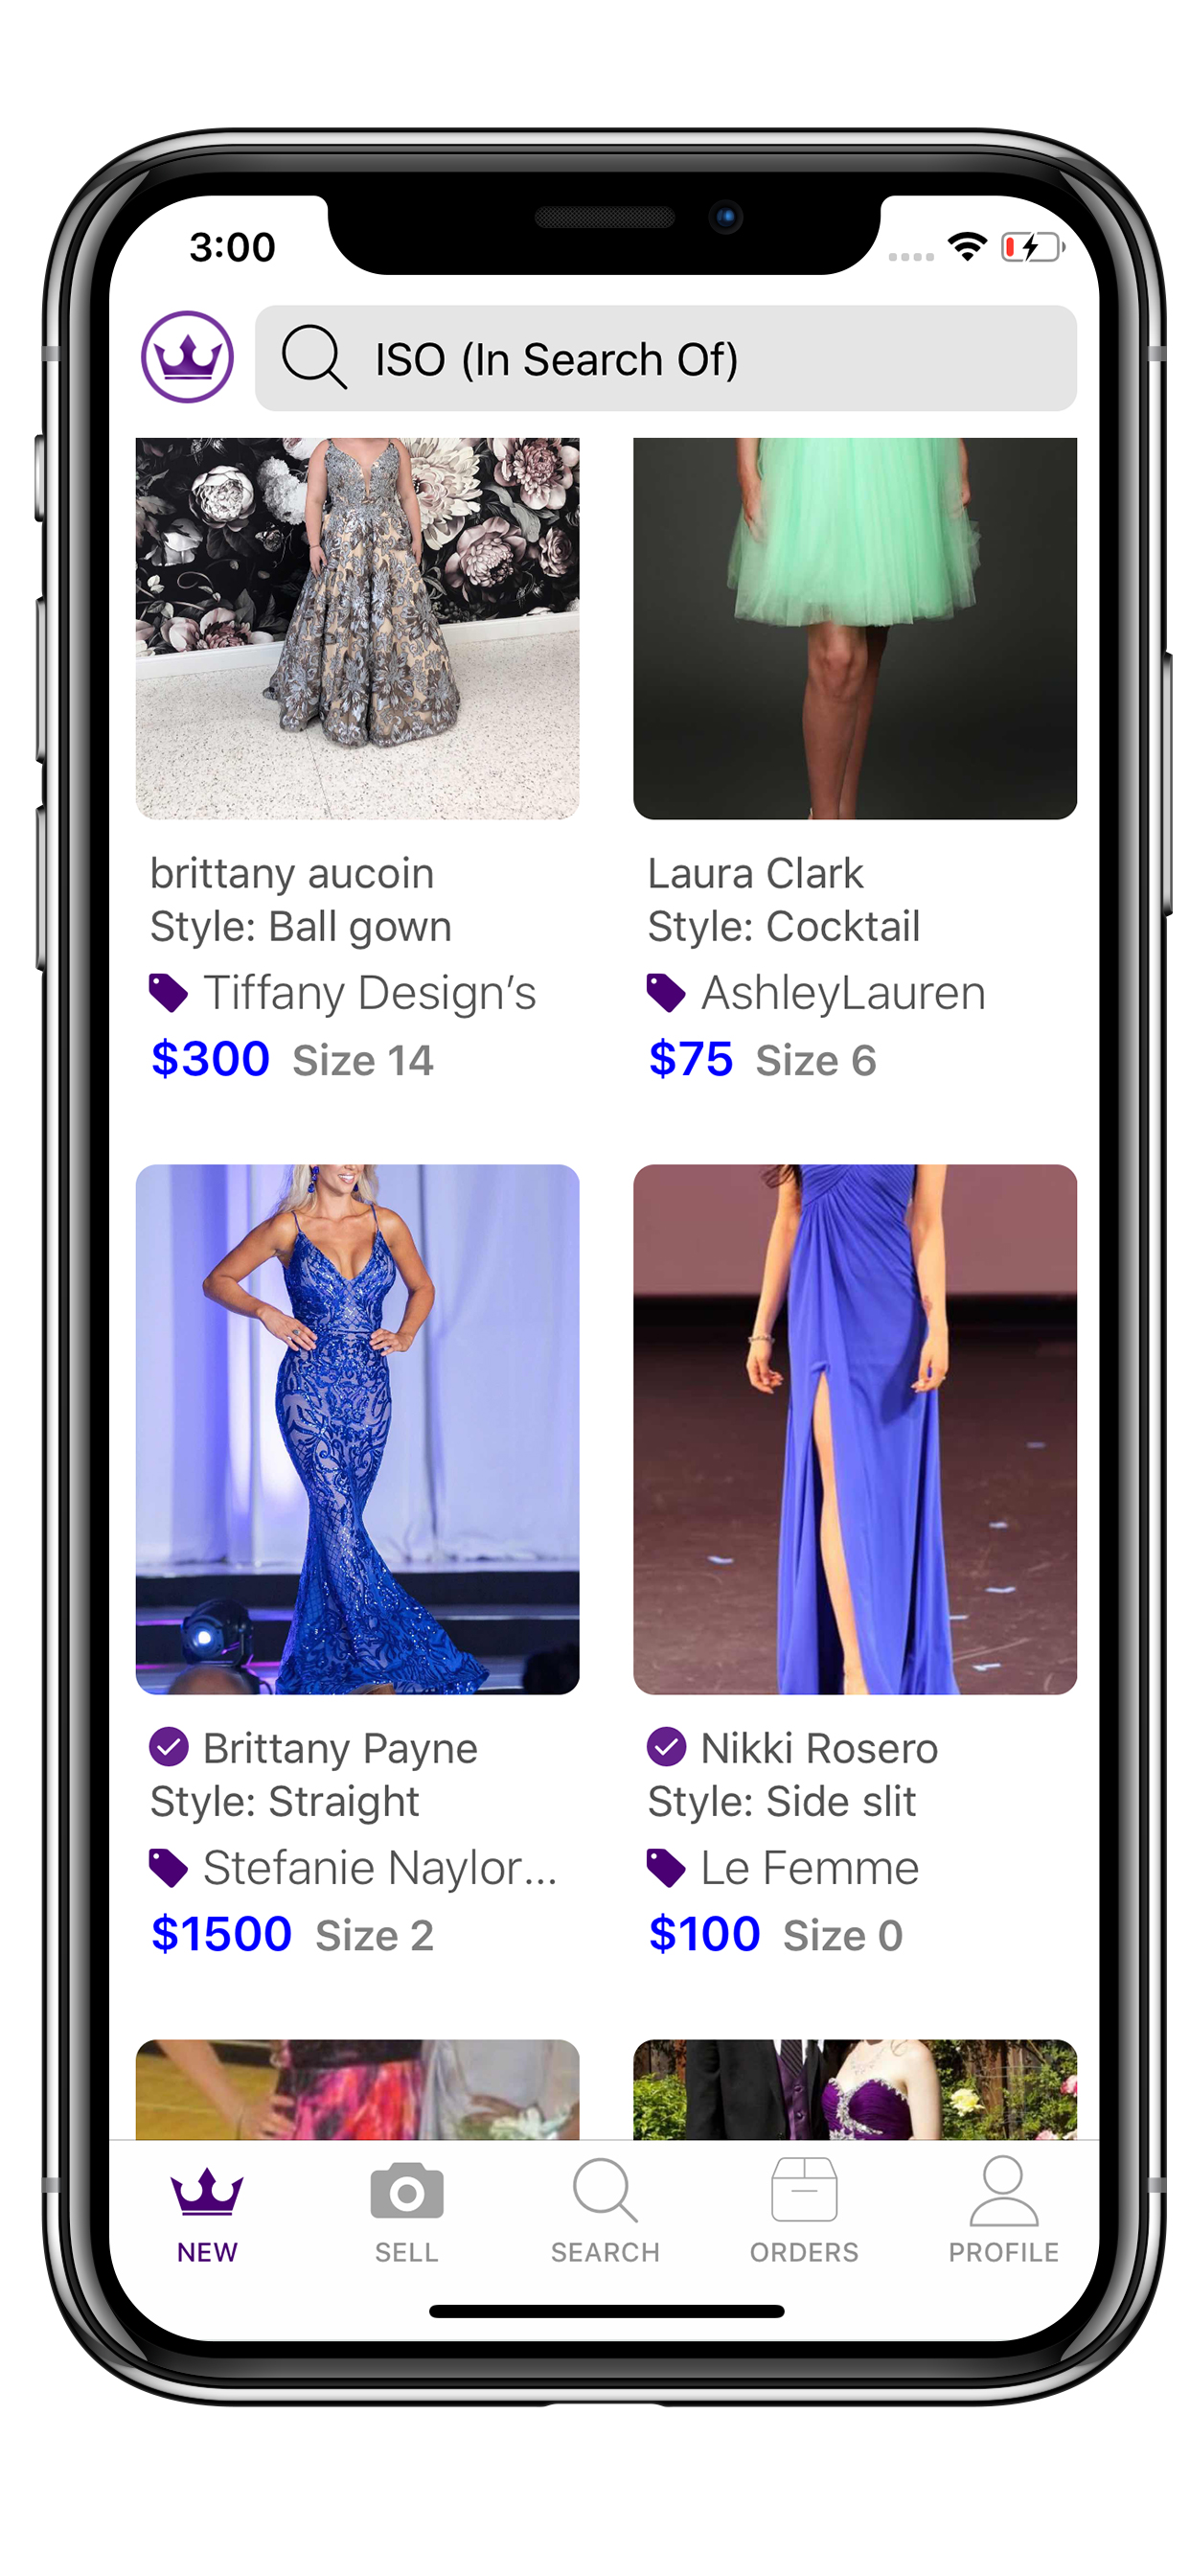 3:00
ISO (In Search Of)
brittany aucoin
Style: Ball gown
Tiffany Design’s
$300 Size 14
Laura Clark
Style: Cocktail
AshleyLauren
$75 Size 6
Brittany Payne
Style: Straight
Stefanie Naylor...
$1500 Size 2
Nikki Rosero
Style: Side slit
Le Femme
$100 Size 0
NEW
SELL
SEARCH
ORDERS
PROFILE